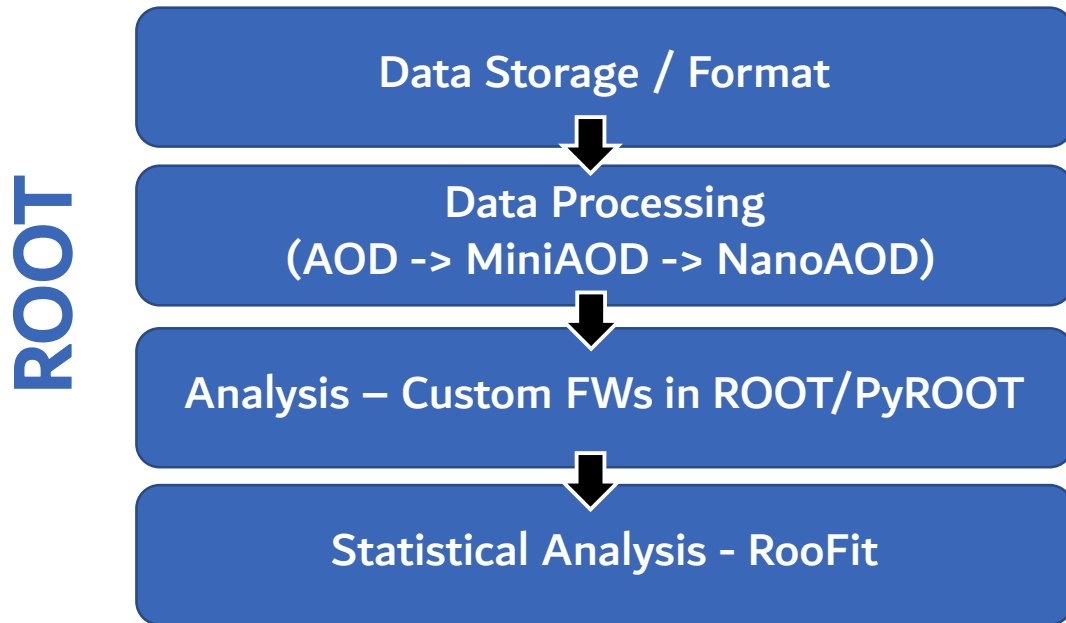 ROOT
Data Storage / Format
Data Processing
(AOD -> MiniAOD -> NanoAOD)
Analysis – Custom FWs in ROOT/PyROOT
Statistical Analysis - RooFit